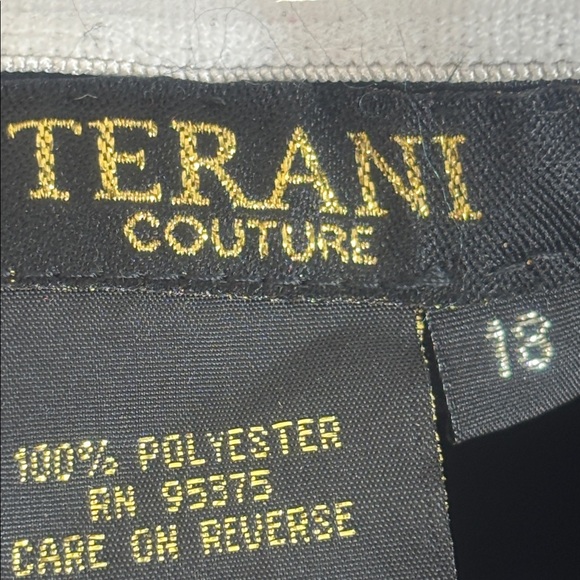 TERANI
COUTURE
18
100% POLYESTER
RN 95375
CARE ON REVERSE